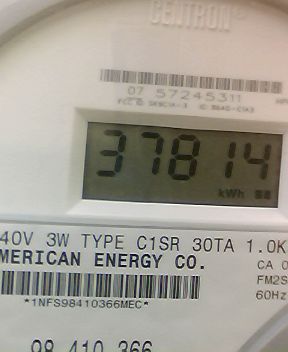 CENTRON®
07 57245311
37814
kWh
40V 3W TYPE C1SR 30TA 1.0K
MERICAN ENERGY CO.
CA 0
FM2S
*1NFS98410366MEC*
60Hz
98 410 366